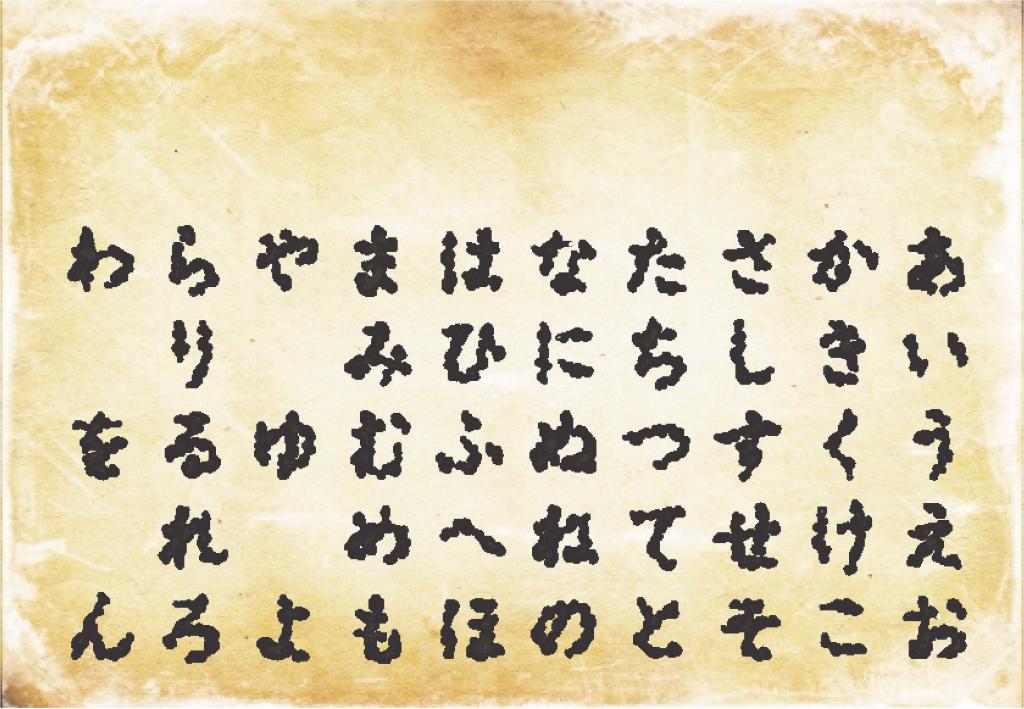 あいうえお
かきくけこ
さしすせそ
たちつてと
なにぬねの
はひふへほ
まみむめも
やゆよ
らりるれろ
わをん